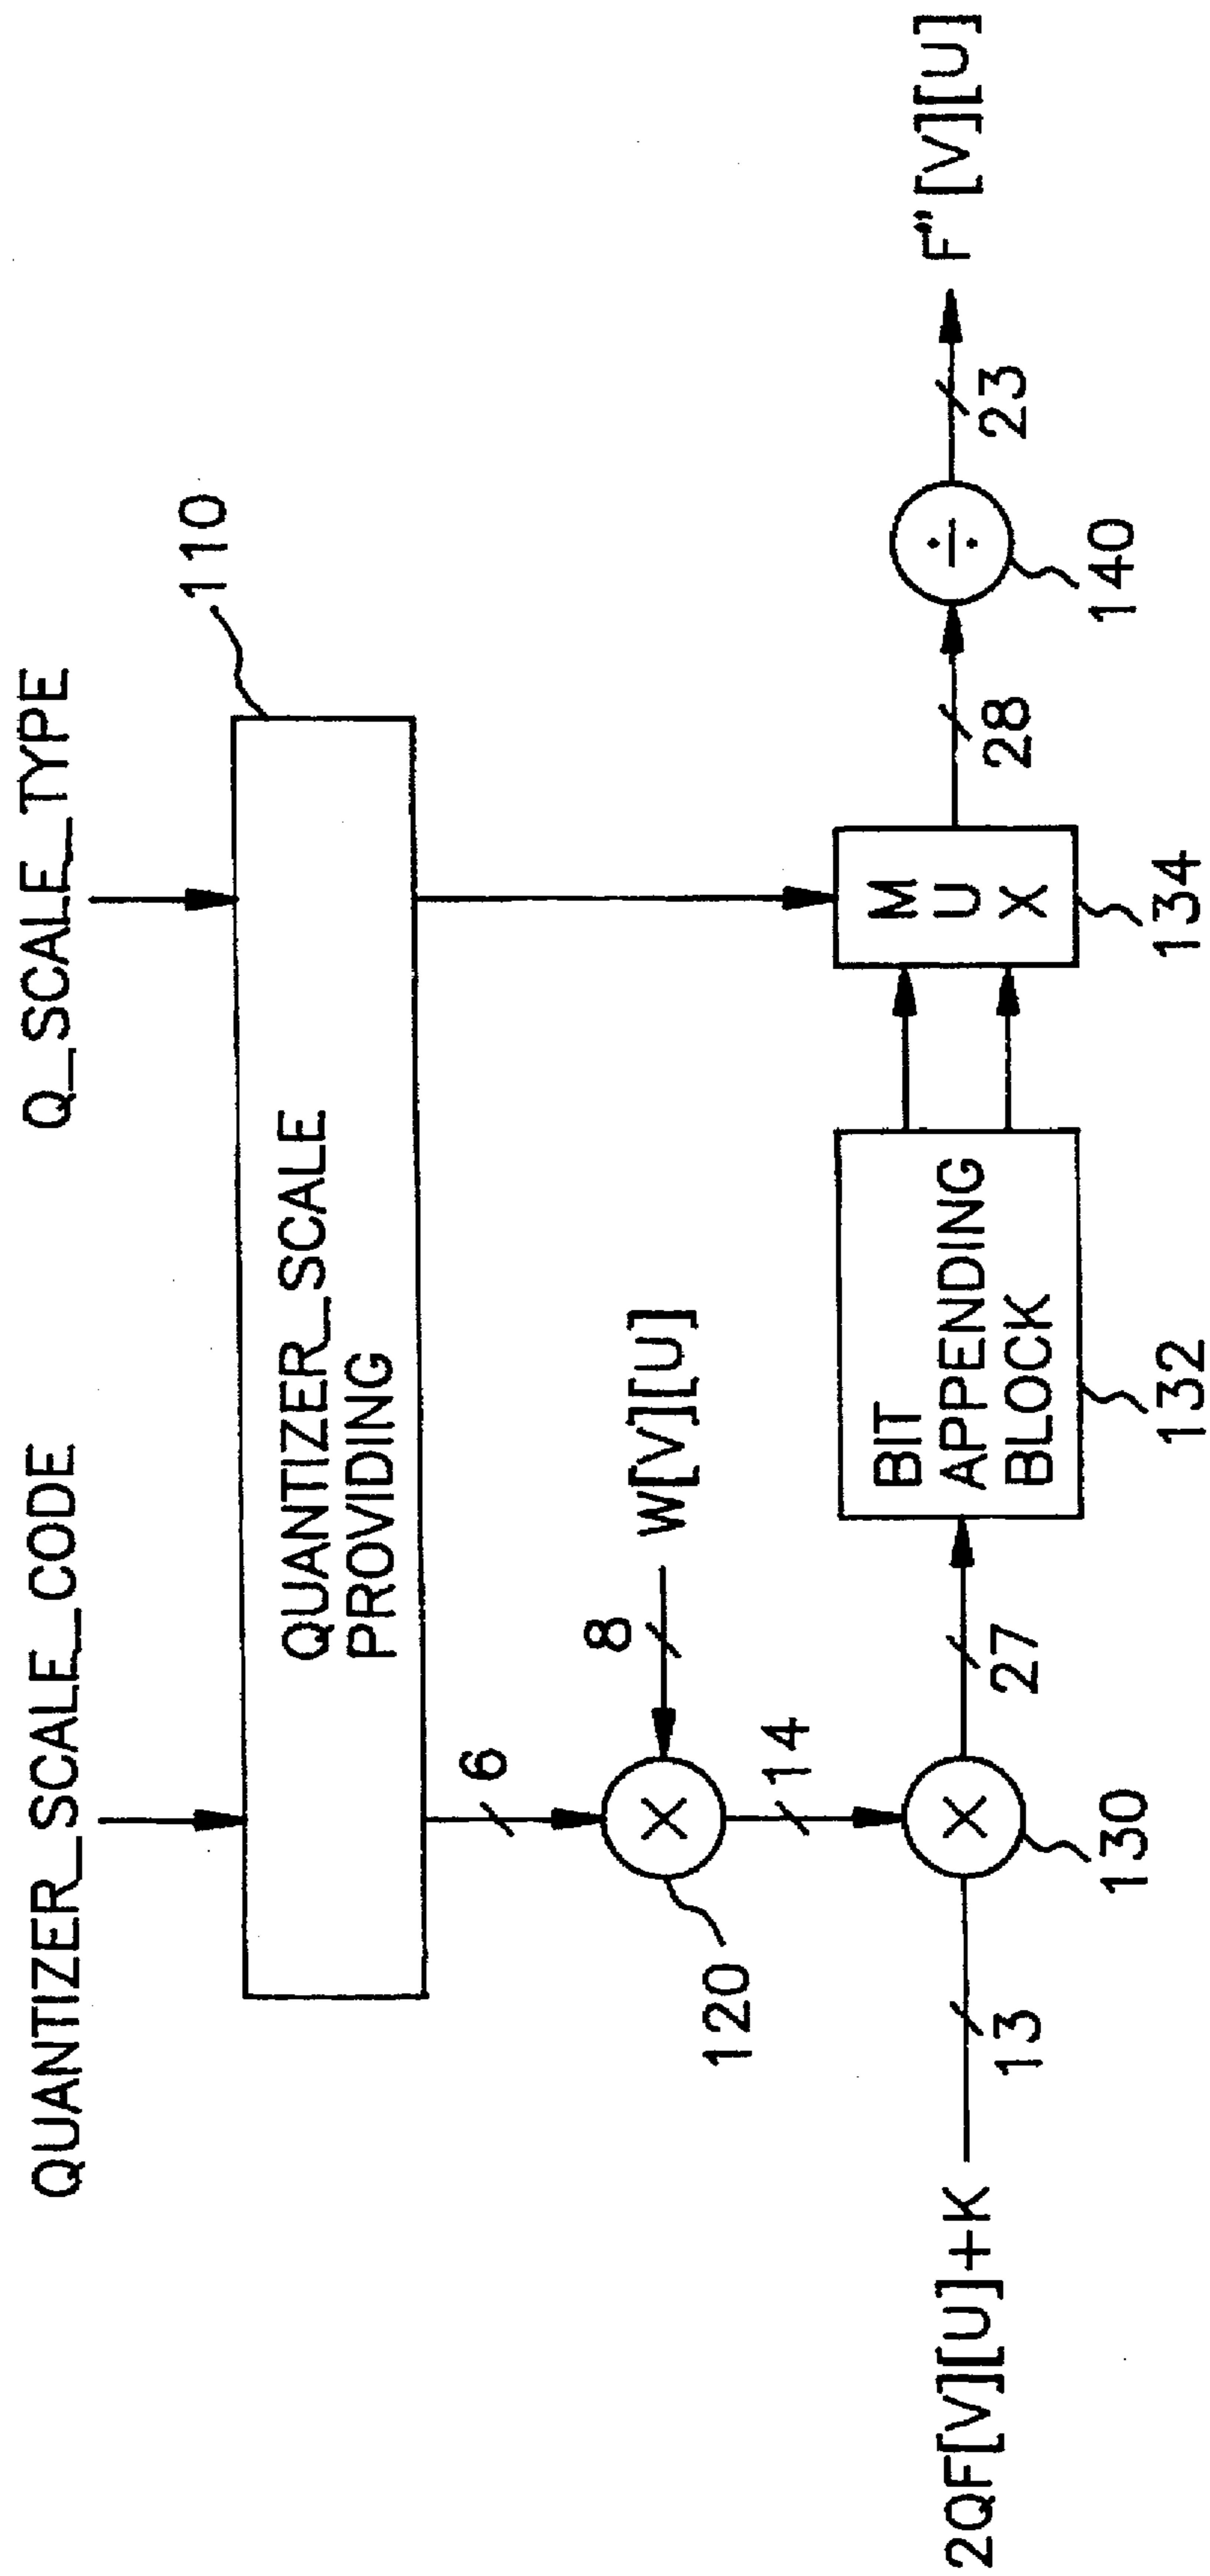 QUANTIZER_SCALE_CODE
Q_SCALE_TYPE
110
QUANTIZER_SCALE
PROVIDING
6
8
W[V][U]
120
14
2QF[V][U]+K
13
130
27
BIT
APPENDING
BLOCK
132
M
U
X
134
28
140
23
F"[V][U]